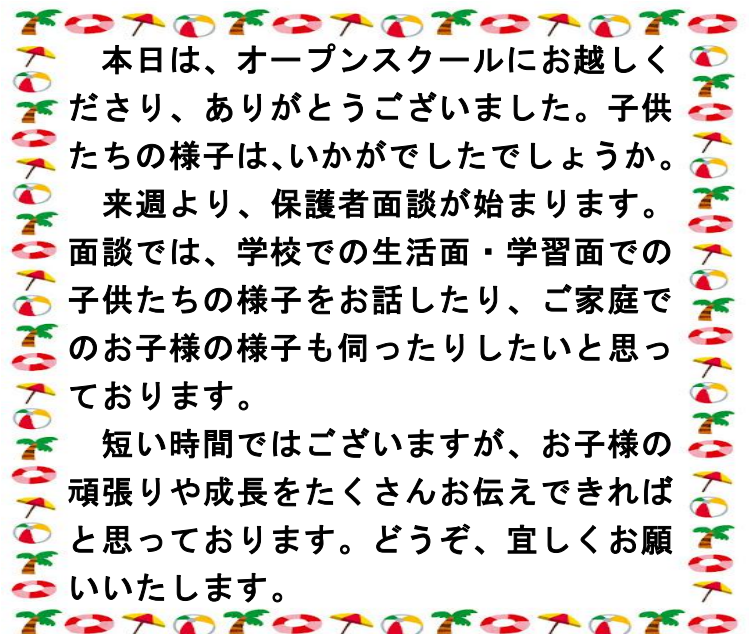 本日は、オープンスクールにお越しく
ださり、ありがとうございました。子供
たちの様子は、いかがでしたでしょうか。
　来週より、保護者面談が始まります。
面談では、学校での生活面・学習面での
子供たちの様子をお話したり、ご家庭で
のお子様の様子も伺ったりしたいと思っ
ております。
　短い時間ではございますが、お子様の
頑張りや成長をたくさんお伝えできれば
と思っております。どうぞ、宜しくお願
いいたします。